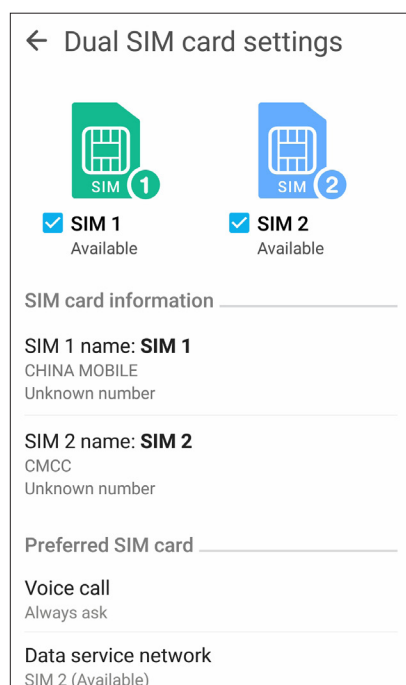 Dual SIM card settings
SIM 1 SIM 2
SIM 1 SIM 2
Available Available
SIM card information
SIM 1 name: SIM 1
CHINA MOBILE
Unknown number
SIM 2 name: SIM 2
CMCC
Unknown number
Preferred SIM card
Voice call
Always ask
Data service network
SIM 2 (Available)